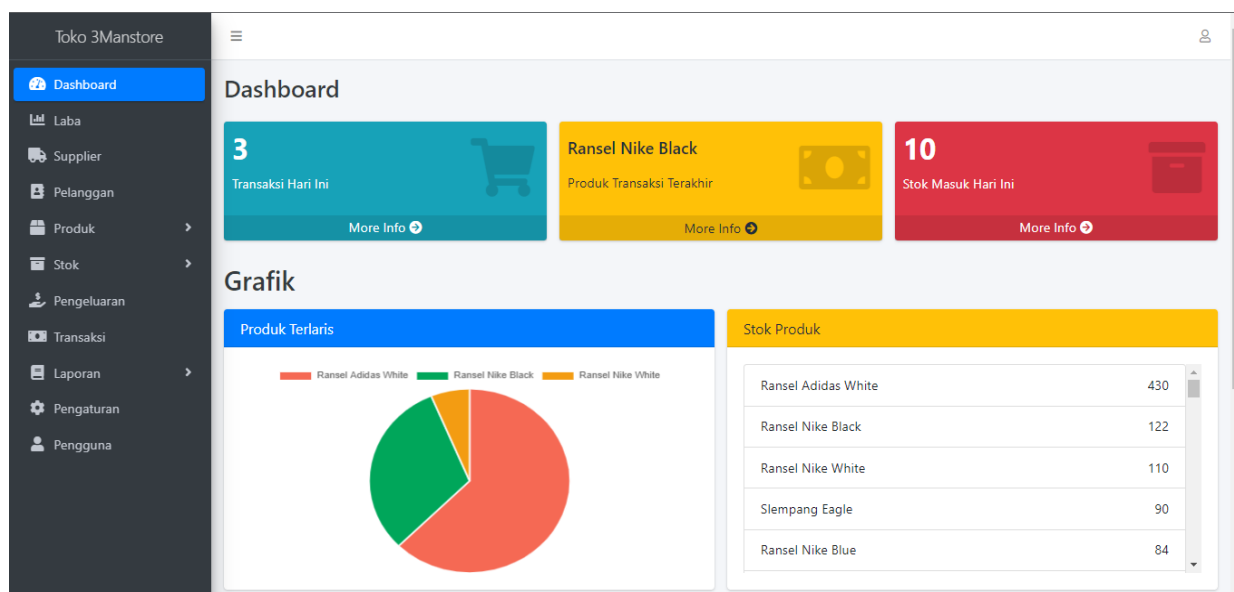 Toko 3Manstore
Dashboard
Laba
Supplier
Pelanggan
Produk
Stok
Pengeluaran
Transaksi
Laporan
Pengaturan
Pengguna
Dashboard
3
Transaksi Hari Ini
More Info
Ransel Nike Black
Produk Transaksi Terakhir
More Info
10
Stok Masuk Hari Ini
More Info
Grafik
Produk Terlaris
Ransel Adidas White Ransel Nike Black Ransel Nike White
Stok Produk
Ransel Adidas White 430
Ransel Nike Black 122
Ransel Nike White 110
Slempang Eagle 90
Ransel Nike Blue 84